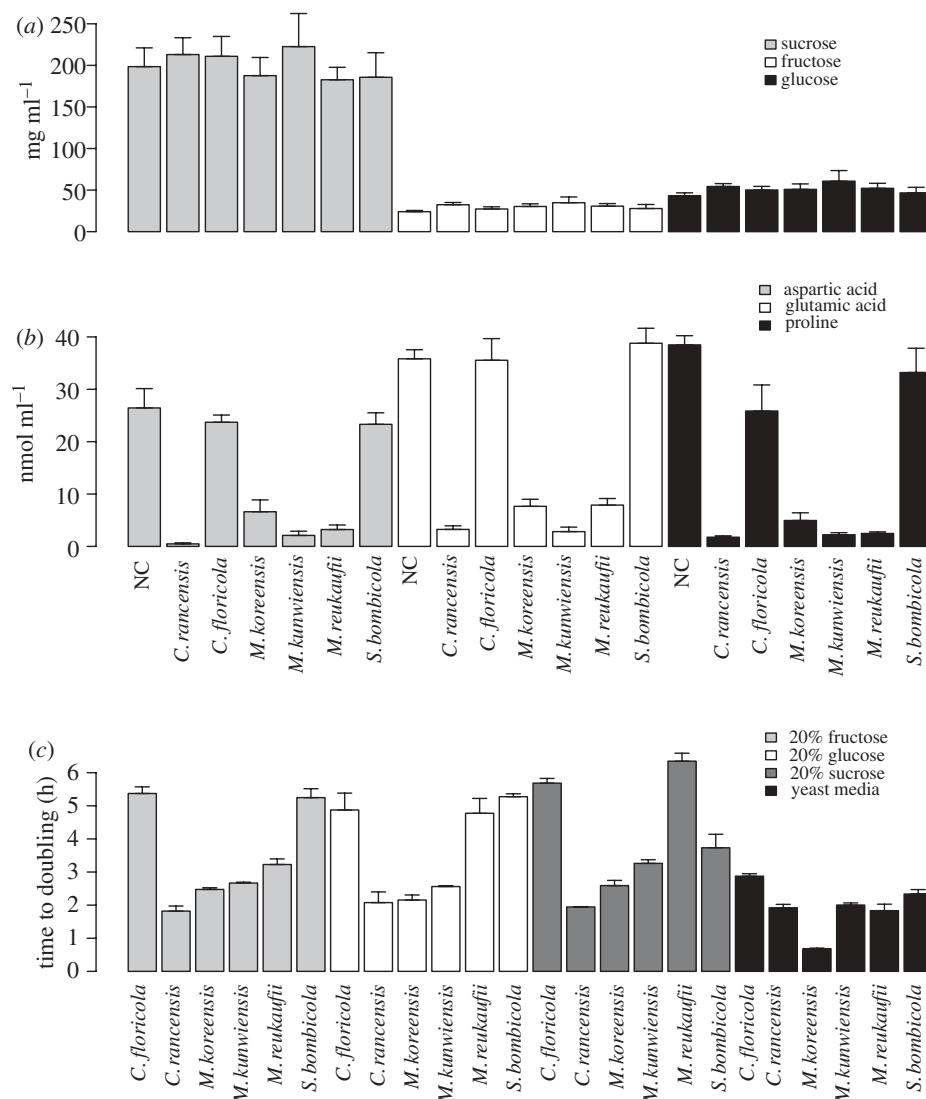 (a)
250
200
150
100
50
0
mg ml⁻¹
sucrose
fructose
glucose
(b)
40
30
20
10
0
nmol ml⁻¹
aspartic acid
glutamic acid
proline
NC
C. rancensis
C. floricola
M. koreensis
M. kunwiensis
M. reukaufii
S. bombicola
NC
C. rancensis
C. floricola
M. koreensis
M. kunwiensis
M. reukaufii
S. bombicola
NC
C. rancensis
C. floricola
M. koreensis
M. kunwiensis
M. reukaufii
S. bombicola
(c)
6
5
4
3
2
1
0
time to doubling (h)
20% fructose
20% glucose
20% sucrose
yeast media
C. floricola
C. rancensis
M. koreensis
M. kunwiensis
M. reukaufii
S. bombicola
C. floricola
C. rancensis
M. koreensis
M. kunwiensis
M. reukaufii
S. bombicola
C. floricola
C. rancensis
M. koreensis
M. kunwiensis
M. reukaufii
S. bombicola
C. floricola
C. rancensis
M. koreensis
M. kunwiensis
M. reukaufii
S. bombicola